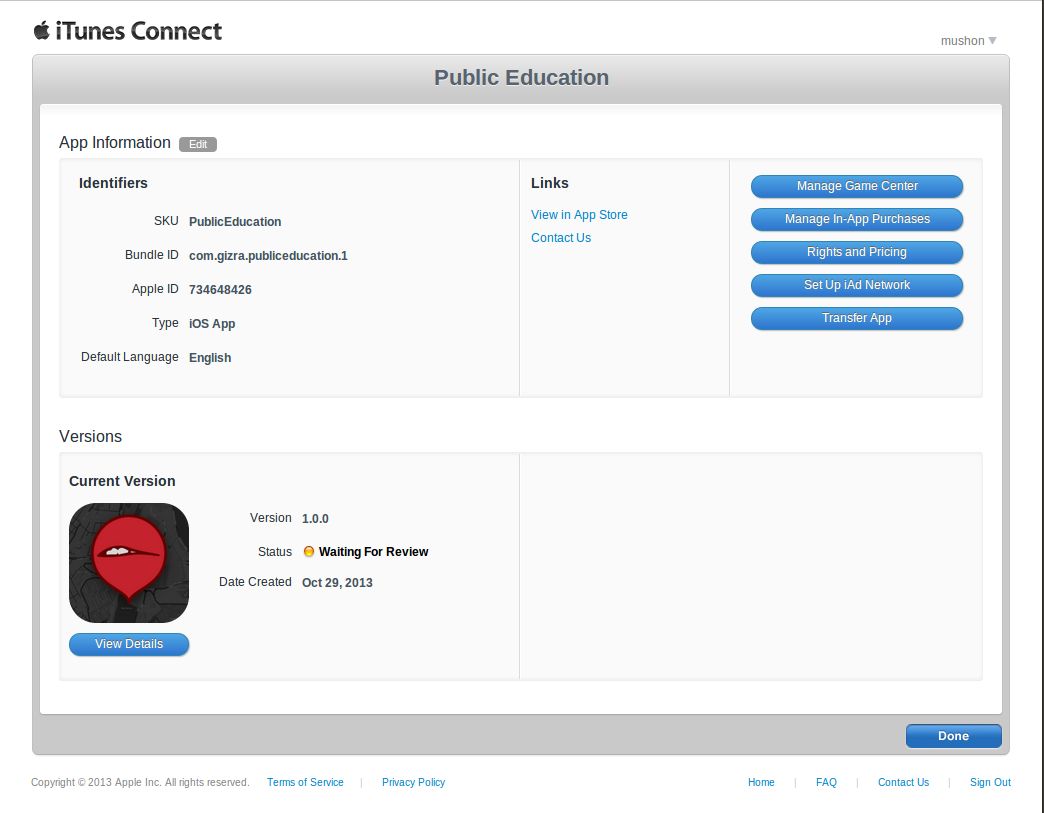 iTunes Connect
mushon
Public Education
App Information Edit
Identifiers
SKU PublicEducation
Bundle ID com.gizra.publiceducation.1
Apple ID 734648426
Type iOS App
Default Language English
Links
View in App Store
Contact Us
Manage Game Center
Manage In-App Purchases
Rights and Pricing
Set Up iAd Network
Transfer App
Versions
Current Version
Version 1.0.0
Status Waiting For Review
Date Created Oct 29, 2013
View Details
Done
Copyright © 2013 Apple Inc. All rights reserved. Terms of Service | Privacy Policy Home | FAQ | Contact Us | Sign Out